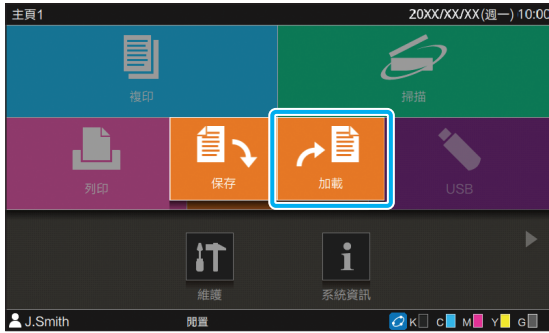 主頁1
20XX/XX/XX(週一) 10:00
複印
掃描
列印
保存
加載
USB
維護
系統資訊
J.Smith
閒置
K
C
M
Y
G